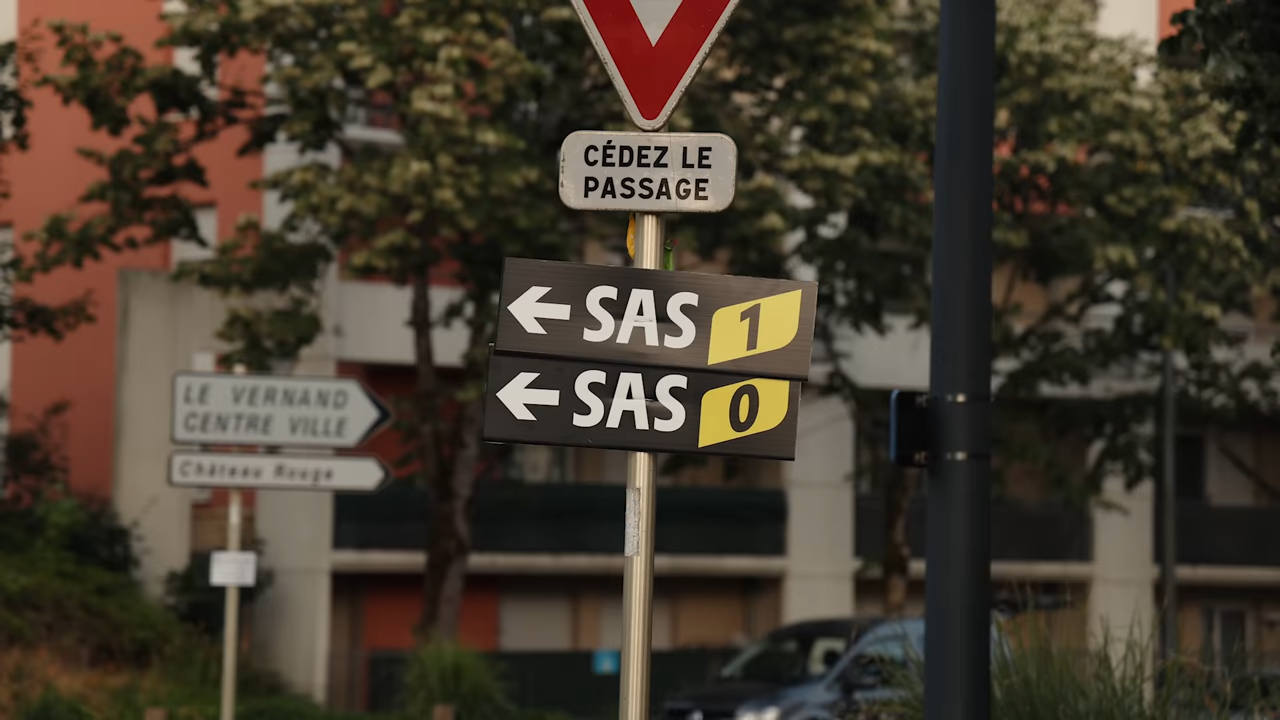 CÉDEZ LE
PASSAGE
← SAS 1
← SAS 0
LE VERNAND
CENTRE VILLE
Château Rouge